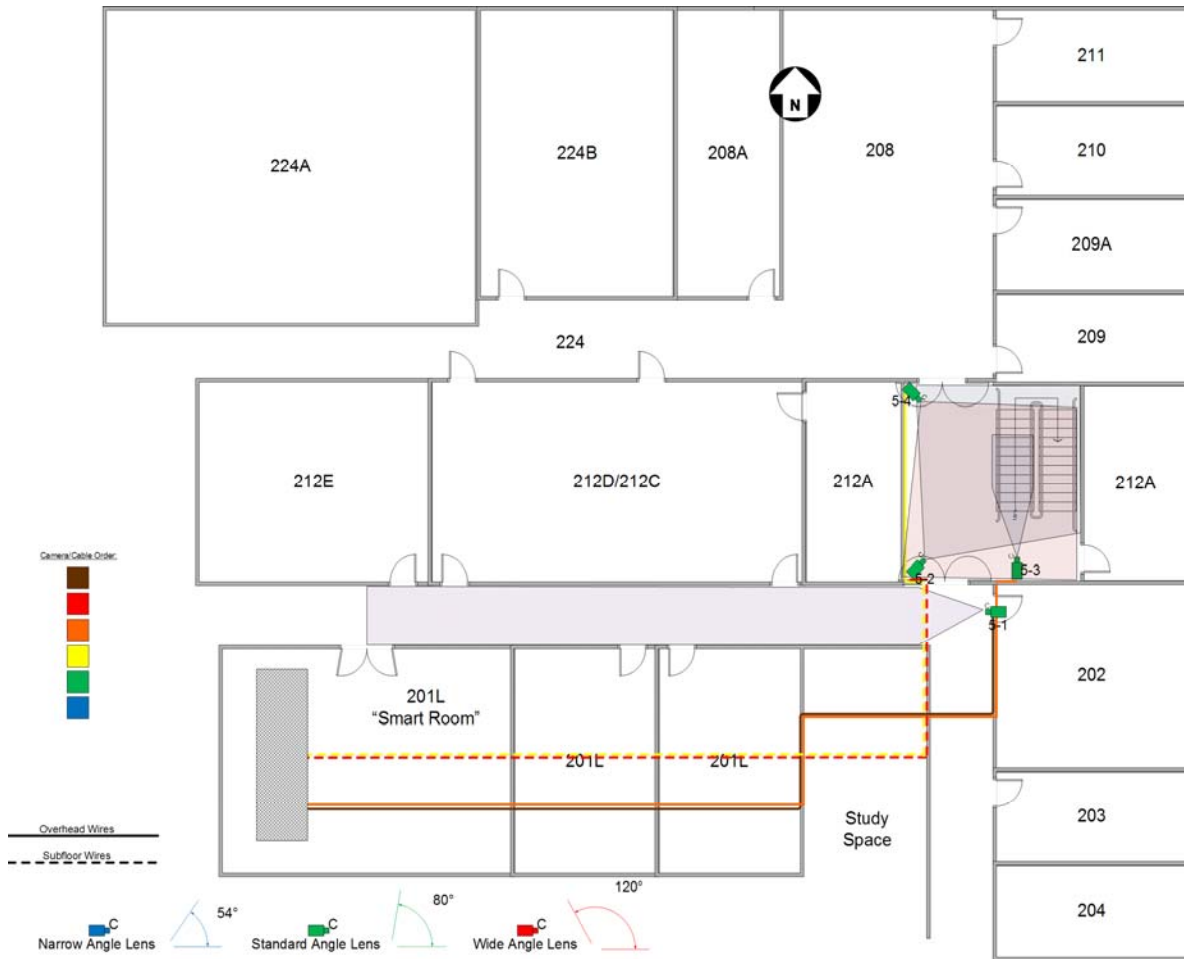 211
N
224A
224B
208A
208
210
209A
224
209
5-4
C
212E
212D/212C
212A
212A
Camera/Cable Order:
C
5-2
C
5-3
C
5-1
201L
“Smart Room”
202
201L
201L
Study
Space
203
Overhead Wires
Subfloor Wires
204
54°
80°
120°
C
Narrow Angle Lens
C
Standard Angle Lens
C
Wide Angle Lens